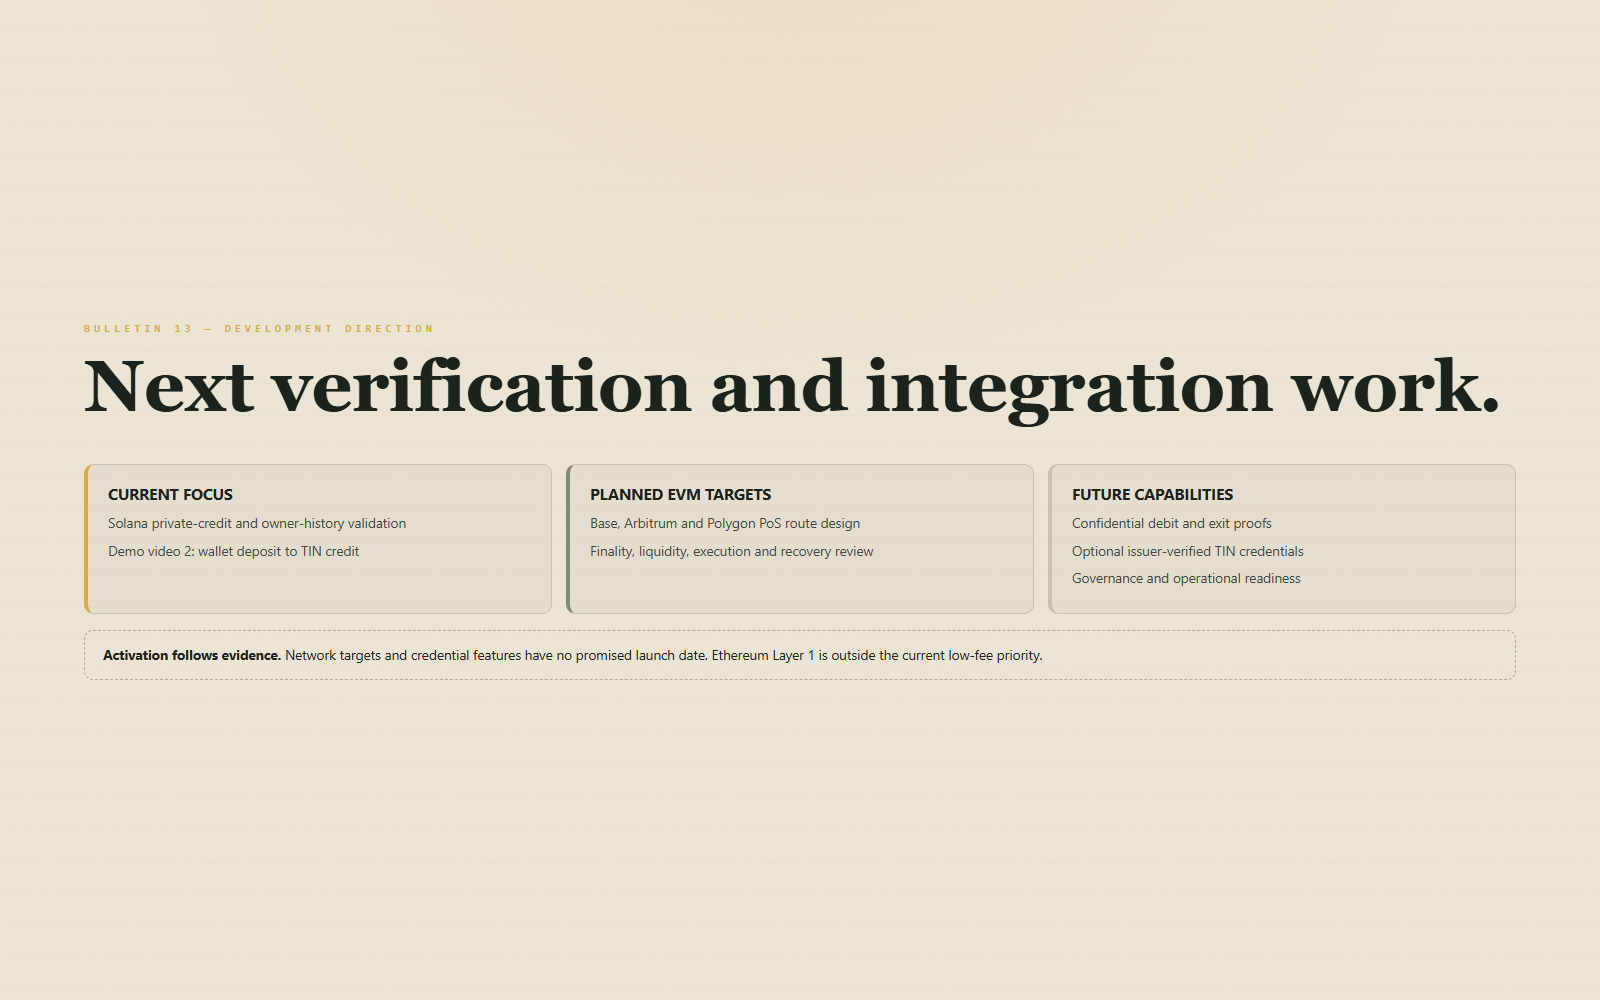 BULLETIN 13 — DEVELOPMENT DIRECTION
Next verification and integration work.
CURRENT FOCUS
Solana private-credit and owner-history validation
Demo video 2: wallet deposit to TIN credit
PLANNED EVM TARGETS
Base, Arbitrum and Polygon PoS route design
Finality, liquidity, execution and recovery review
FUTURE CAPABILITIES
Confidential debit and exit proofs
Optional issuer-verified TIN credentials
Governance and operational readiness
Activation follows evidence. Network targets and credential features have no promised launch date. Ethereum Layer 1 is outside the current low-fee priority.